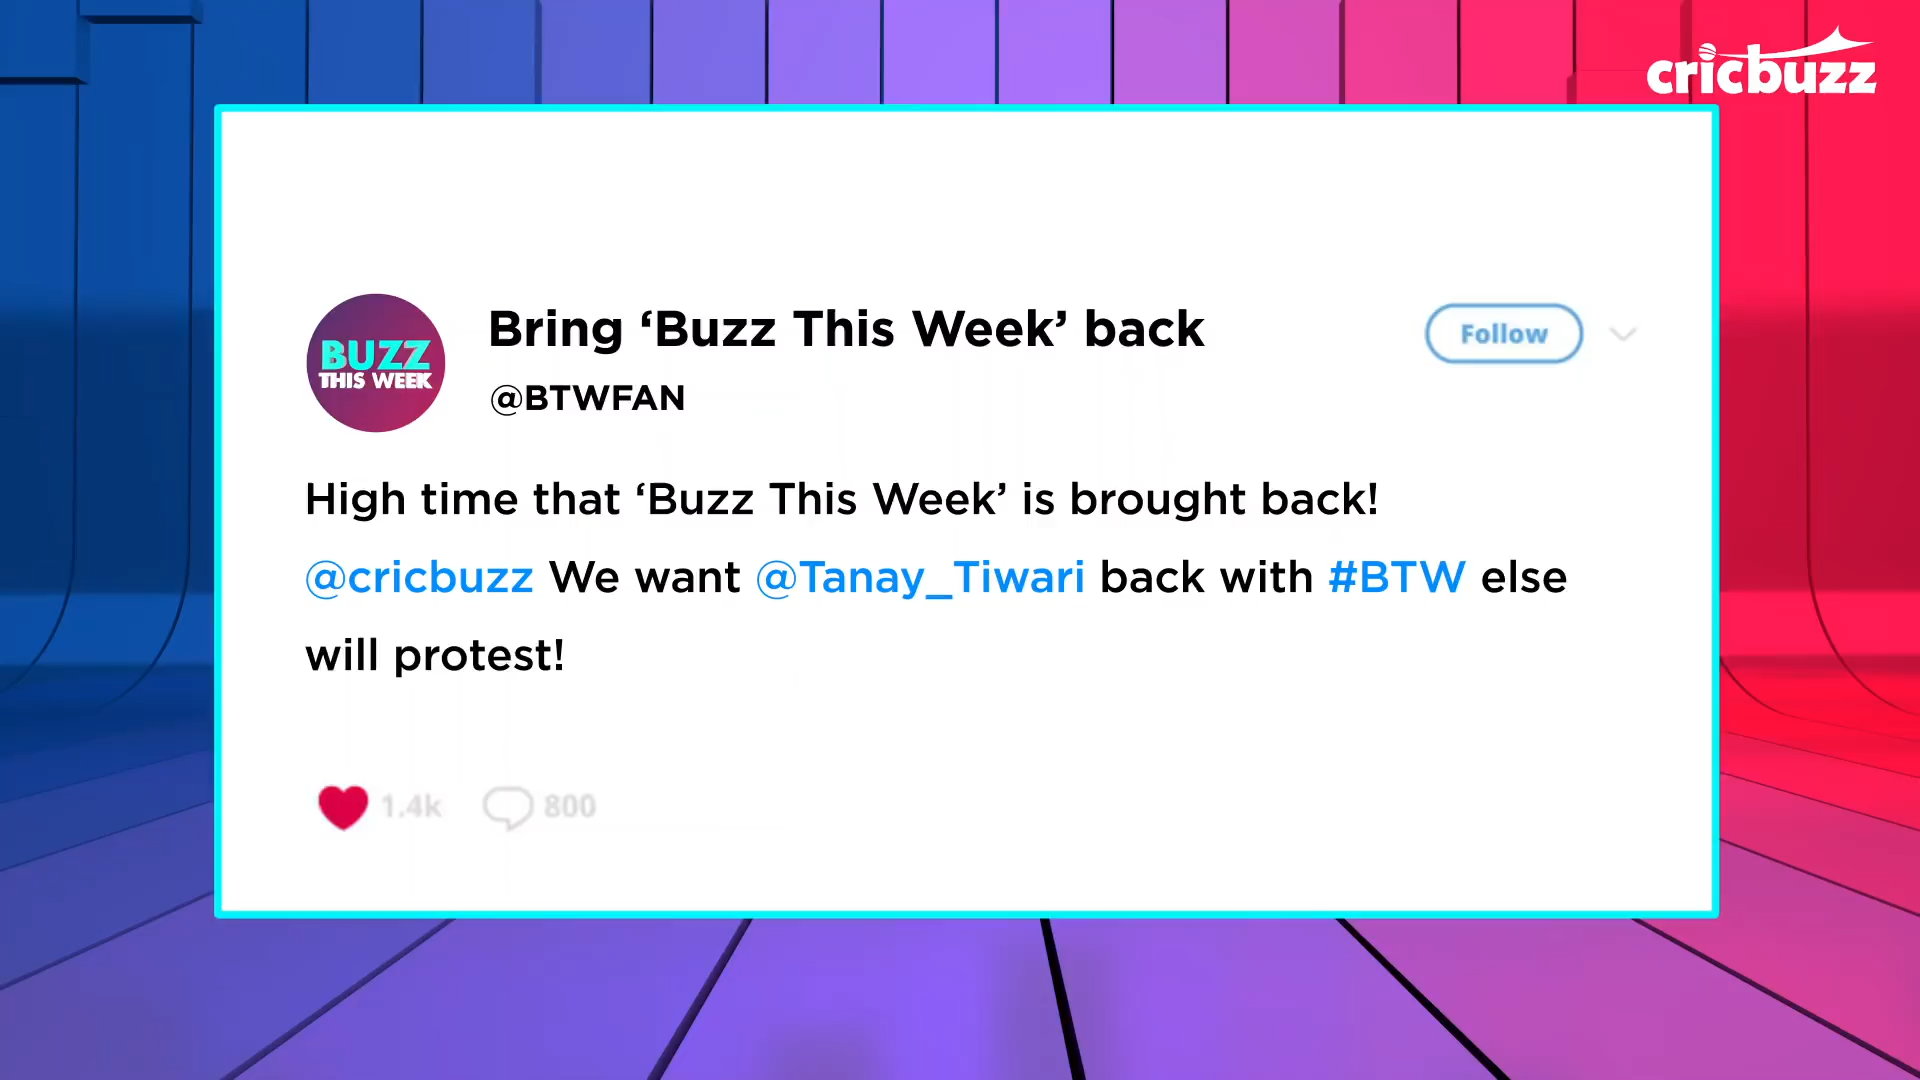 cricbuzz
BUZZ
THIS WEEK
Bring ‘Buzz This Week’ back
@BTWFAN
Follow
High time that ‘Buzz This Week’ is brought back!
@cricbuzz We want @Tanay_Tiwari back with #BTW else
will protest!
1.4k 800